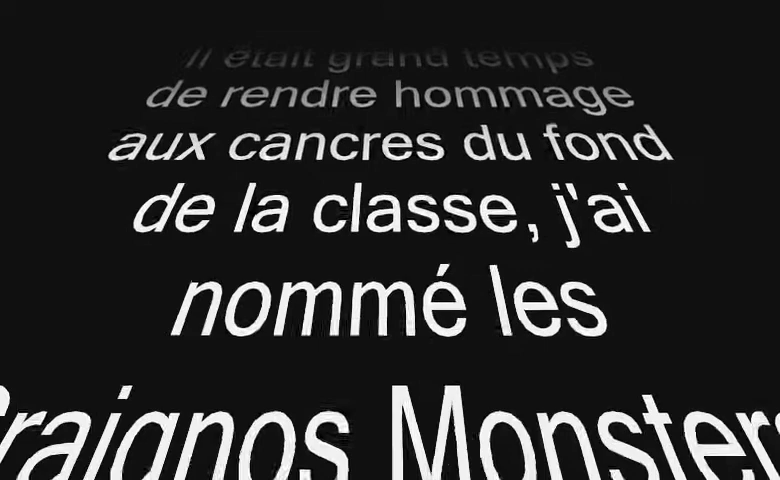 Il était grand temps
de rendre hommage
aux cancres du fond
de la classe, j'ai
nommé les
Craignos Monsters